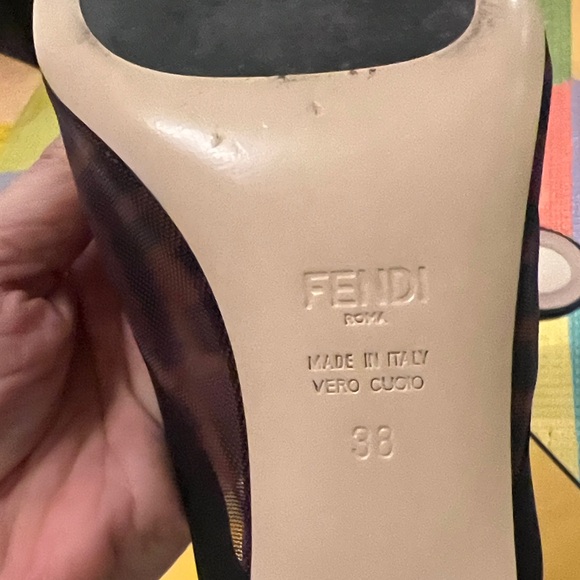 FENDI
ROMA
MADE IN ITALY
VERO CUOIO
38